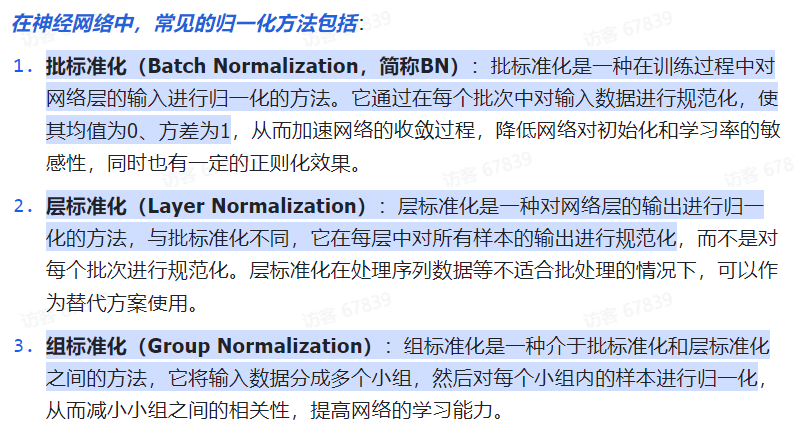 在神经网络中，常见的归一化方法包括：
1. 批标准化（Batch Normalization，简称BN）：批标准化是一种在训练过程中对
网络层的输入进行归一化的方法。它通过在每个批次中对输入数据进行规范化，使
其均值为0、方差为1，从而加速网络的收敛过程，降低网络对初始化和学习率的敏
感性，同时也有一定的正则化效果。
2. 层标准化（Layer Normalization）：层标准化是一种对网络层的输出进行归一
化的方法，与批标准化不同，它在每层中对所有样本的输出进行规范化，而不是对
每个批次进行规范化。层标准化在处理序列数据等不适合批处理的情况下，可以作
为替代方案使用。
3. 组标准化（Group Normalization）：组标准化是一种介于批标准化和层标准化
之间的方法，它将输入数据分成多个小组，然后对每个小组内的样本进行归一化，
从而减小小组之间的相关性，提高网络的学习能力。
访客 67839
访客 67839
访客 67839
访客 67839
访客 678
访客 67839
访客 67839